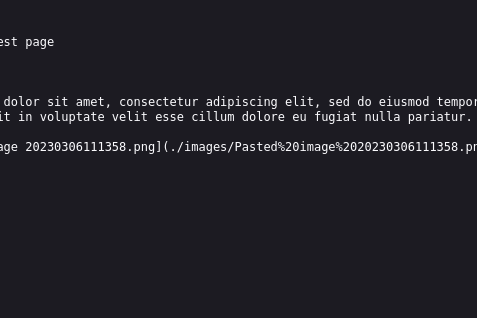 est page
dolor sit amet, consectetur adipiscing elit, sed do eiusmod tempor
it in voluptate velit esse cillum dolore eu fugiat nulla pariatur.
age 20230306111358.png](./images/Pasted%20image%2020230306111358.pn